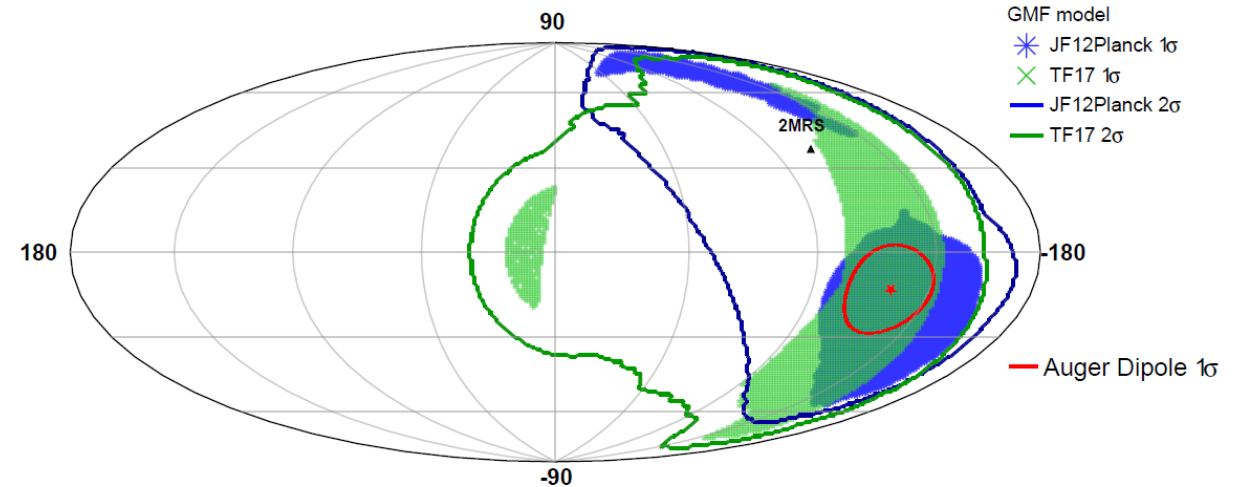 90
GMF model
JF12Planck 1σ
TF17 1σ
JF12Planck 2σ
TF17 2σ
2MRS
180
-180
Auger Dipole 1σ
-90